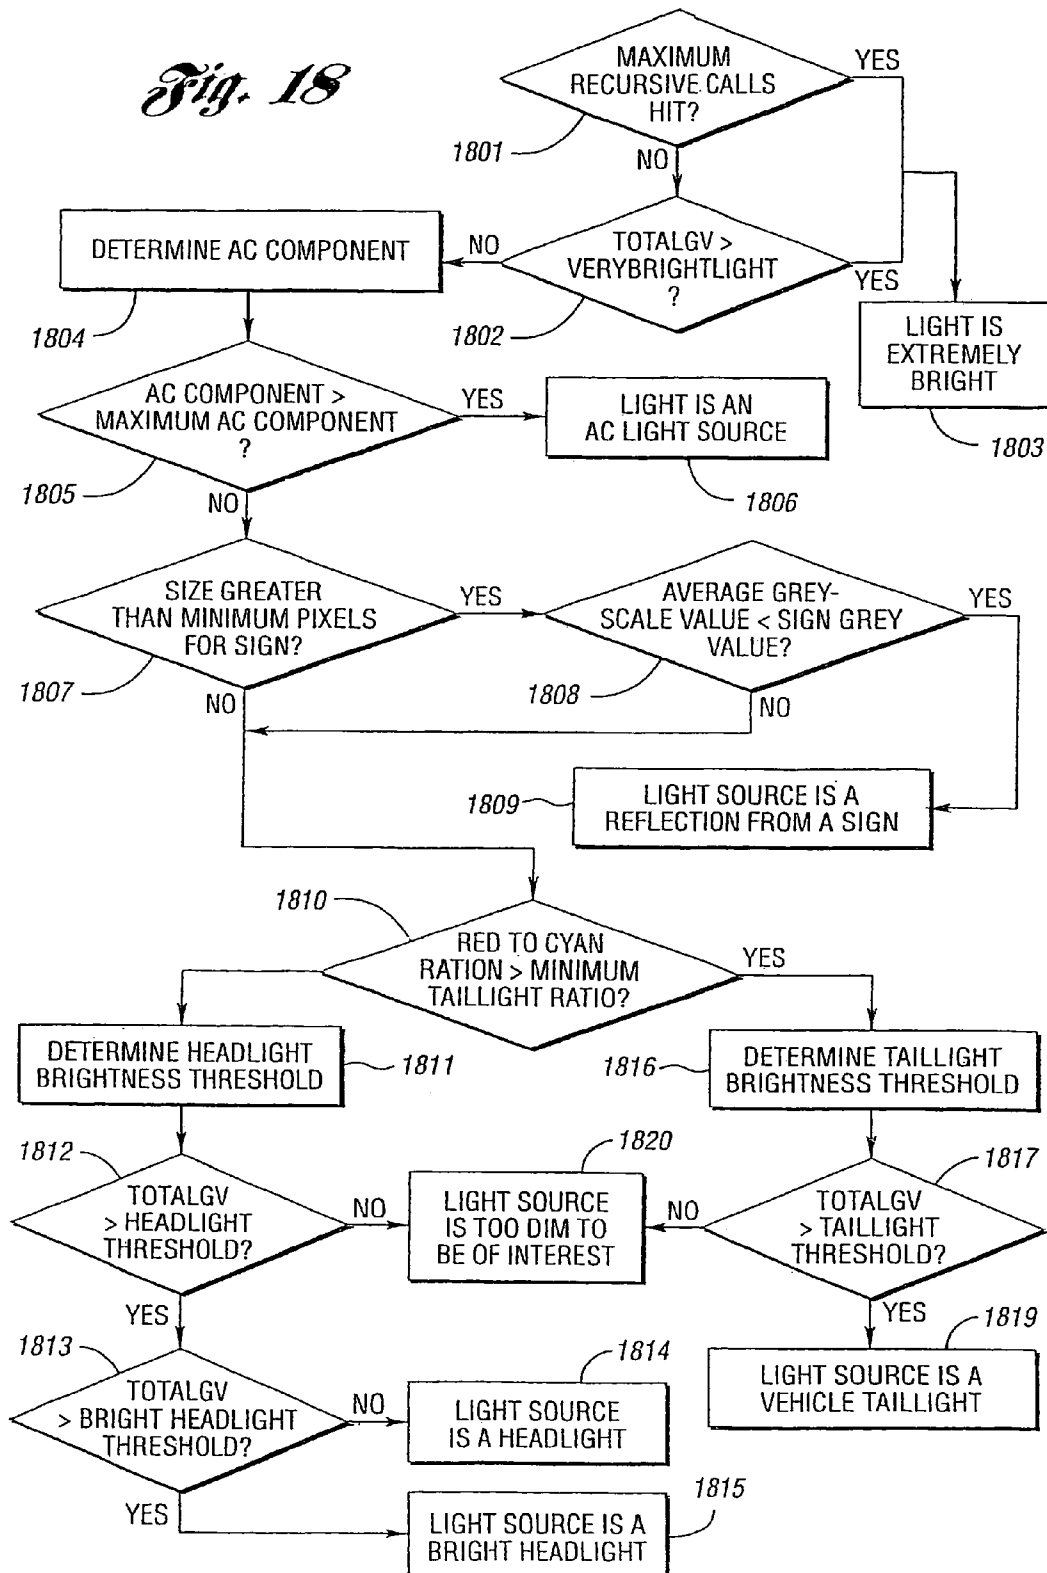 Fig. 18
MAXIMUM
RECURSIVE CALLS
HIT?
YES
1801
NO
DETERMINE AC COMPONENT
NO
TOTALGV >
VERYBRIGHTLIGHT
?
YES
1804
1802
LIGHT IS
EXTREMELY
BRIGHT
1803
AC COMPONENT >
MAXIMUM AC COMPONENT
?
YES
LIGHT IS AN
AC LIGHT SOURCE
1805
NO
1806
SIZE GREATER
THAN MINIMUM PIXELS
FOR SIGN?
YES
AVERAGE GREY-
SCALE VALUE < SIGN GREY
VALUE?
YES
1807
NO
1808
NO
1809
LIGHT SOURCE IS A
REFLECTION FROM A SIGN
1810
RED TO CYAN
RATION > MINIMUM
TAILLIGHT RATIO?
YES
DETERMINE HEADLIGHT
BRIGHTNESS THRESHOLD
1811
1816
DETERMINE TAILLIGHT
BRIGHTNESS THRESHOLD
1812
TOTALGV
> HEADLIGHT
THRESHOLD?
NO
1820
LIGHT SOURCE
IS TOO DIM TO
BE OF INTEREST
NO
1817
TOTALGV
> TAILLIGHT
THRESHOLD?
YES
YES
1819
LIGHT SOURCE IS A
VEHICLE TAILLIGHT
1813
TOTALGV
> BRIGHT HEADLIGHT
THRESHOLD?
NO
1814
LIGHT SOURCE
IS A HEADLIGHT
YES
1815
LIGHT SOURCE IS A
BRIGHT HEADLIGHT